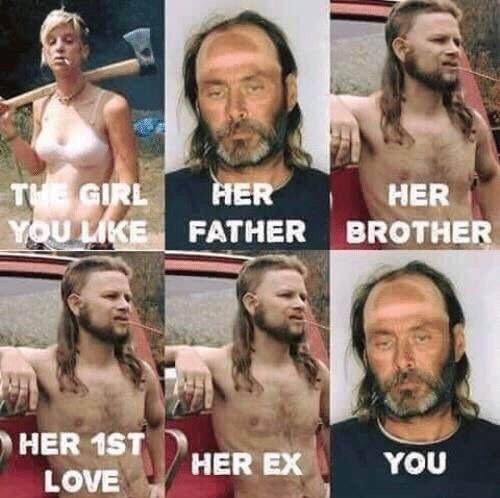 THE GIRL
YOU LIKE
HER
FATHER
HER
BROTHER
HER 1ST
LOVE
HER EX
YOU